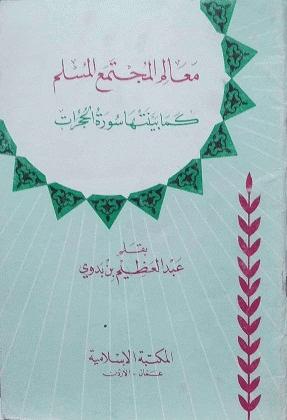 معالم المجتمع المسلم
كما بينتها سورة الحجرات
بقلم
عبد العظيم بن بدوي
المكتبة الإسلامية
عمان - الأردن